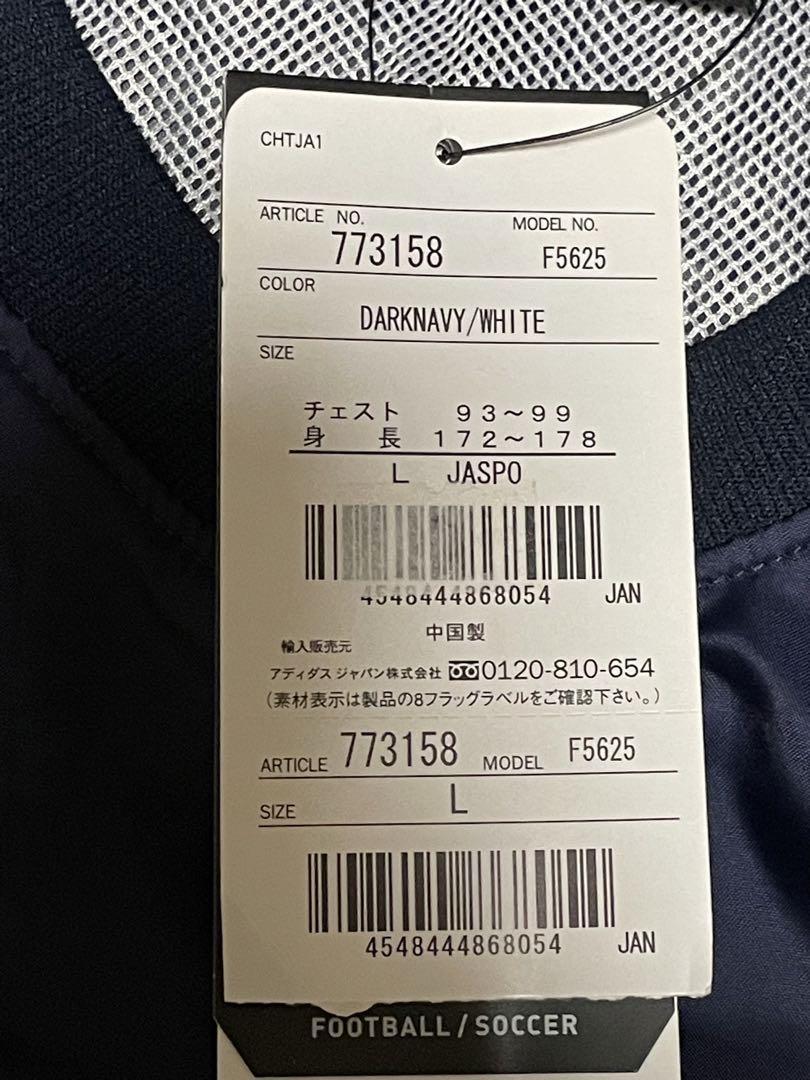 CHTJA1
ARTICLE NO. MODEL NO.
773158 F5625
COLOR
DARKNAVY/WHITE
SIZE
チェスト 93～99
身 長 172～178
L JASPO
4548444868054 JAN
中国製
輸入販売元
アディダス ジャパン株式会社 0120-810-654
(素材表示は製品の8フラッグラベルをご確認下さい。)
ARTICLE 773158 MODEL F5625
SIZE L
4548444868054 JAN
FOOTBALL/SOCCER